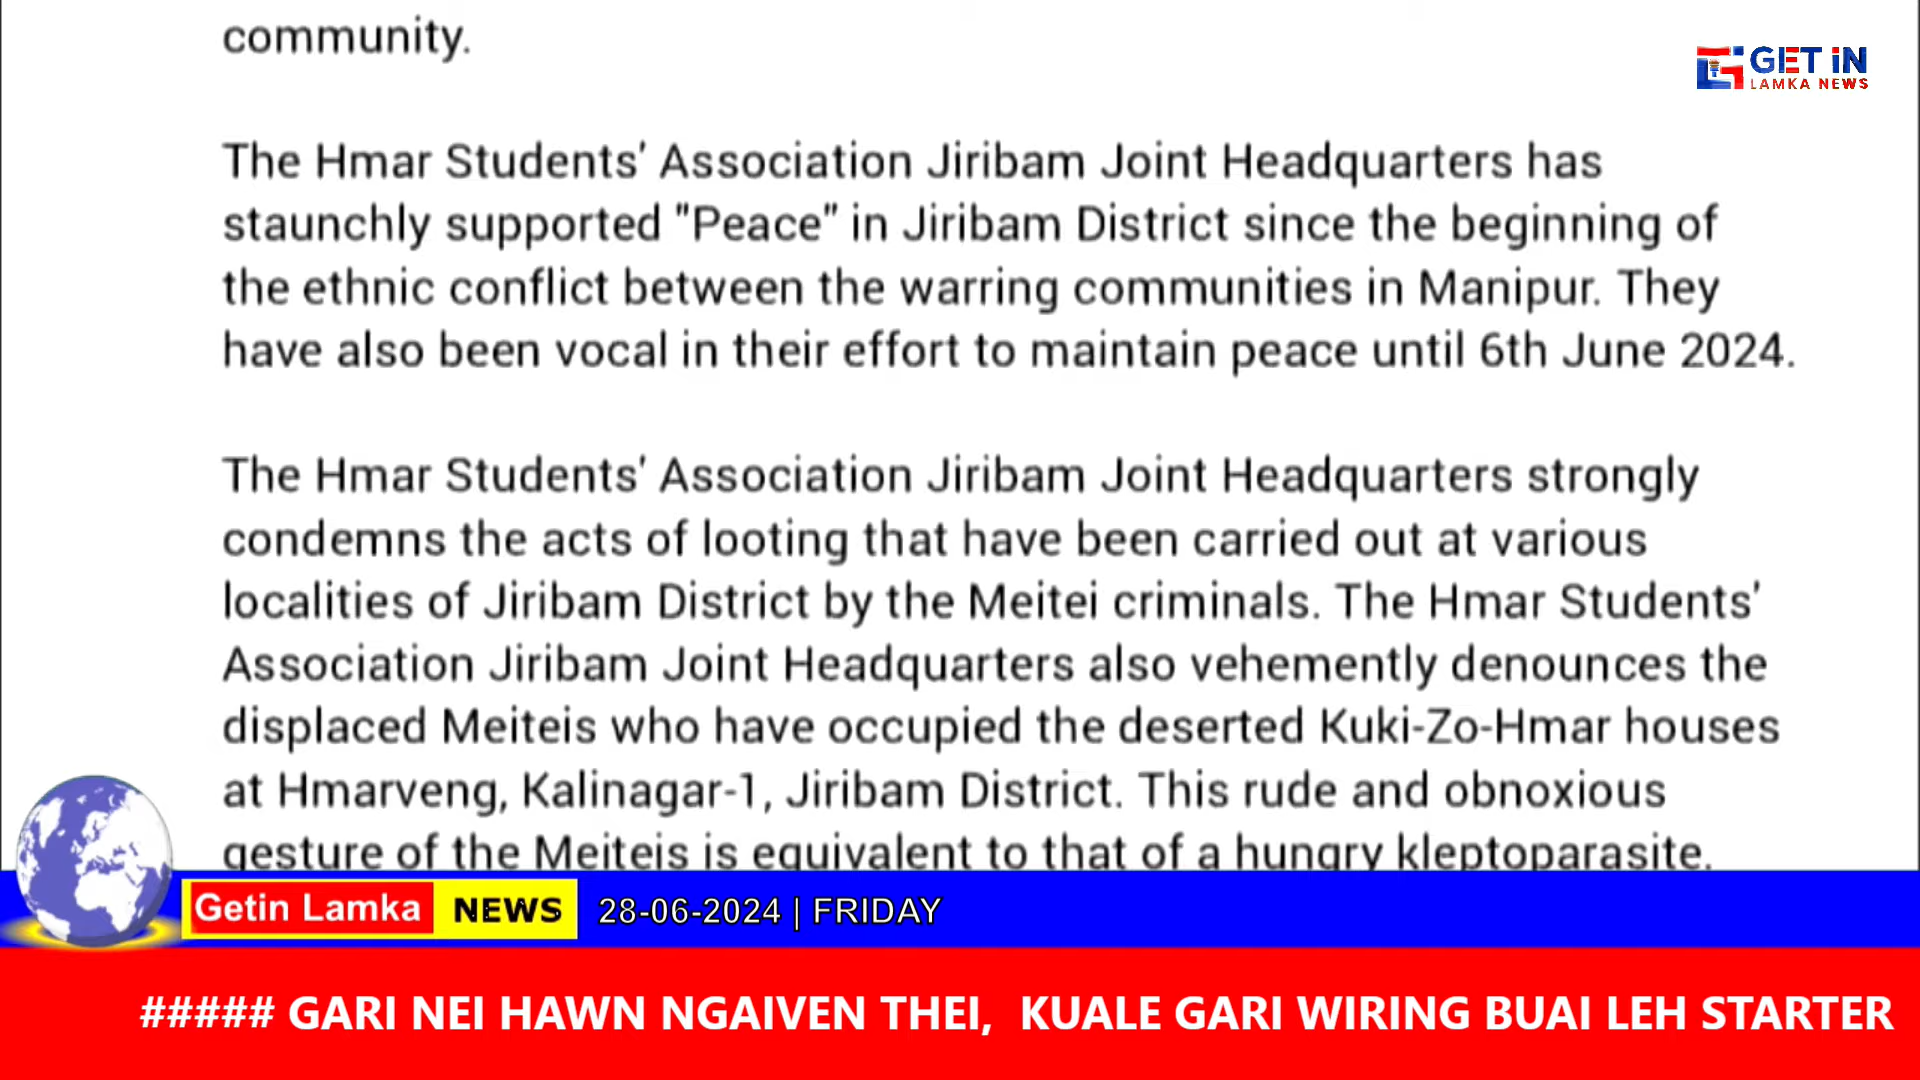 community.
GET iN
LAMKA NEWS
The Hmar Students' Association Jiribam Joint Headquarters has
staunchly supported "Peace" in Jiribam District since the beginning of
the ethnic conflict between the warring communities in Manipur. They
have also been vocal in their effort to maintain peace until 6th June 2024.
The Hmar Students' Association Jiribam Joint Headquarters strongly
condemns the acts of looting that have been carried out at various
localities of Jiribam District by the Meitei criminals. The Hmar Students'
Association Jiribam Joint Headquarters also vehemently denounces the
displaced Meiteis who have occupied the deserted Kuki-Zo-Hmar houses
at Hmarveng, Kalinagar-1, Jiribam District. This rude and obnoxious
gesture of the Meiteis is equivalent to that of a hungry kleptoparasite.
Getin Lamka NEWS 28-06-2024 | FRIDAY
##### GARI NEI HAWN NGAIVEN THEI, KUALE GARI WIRING BUAI LEH STARTER